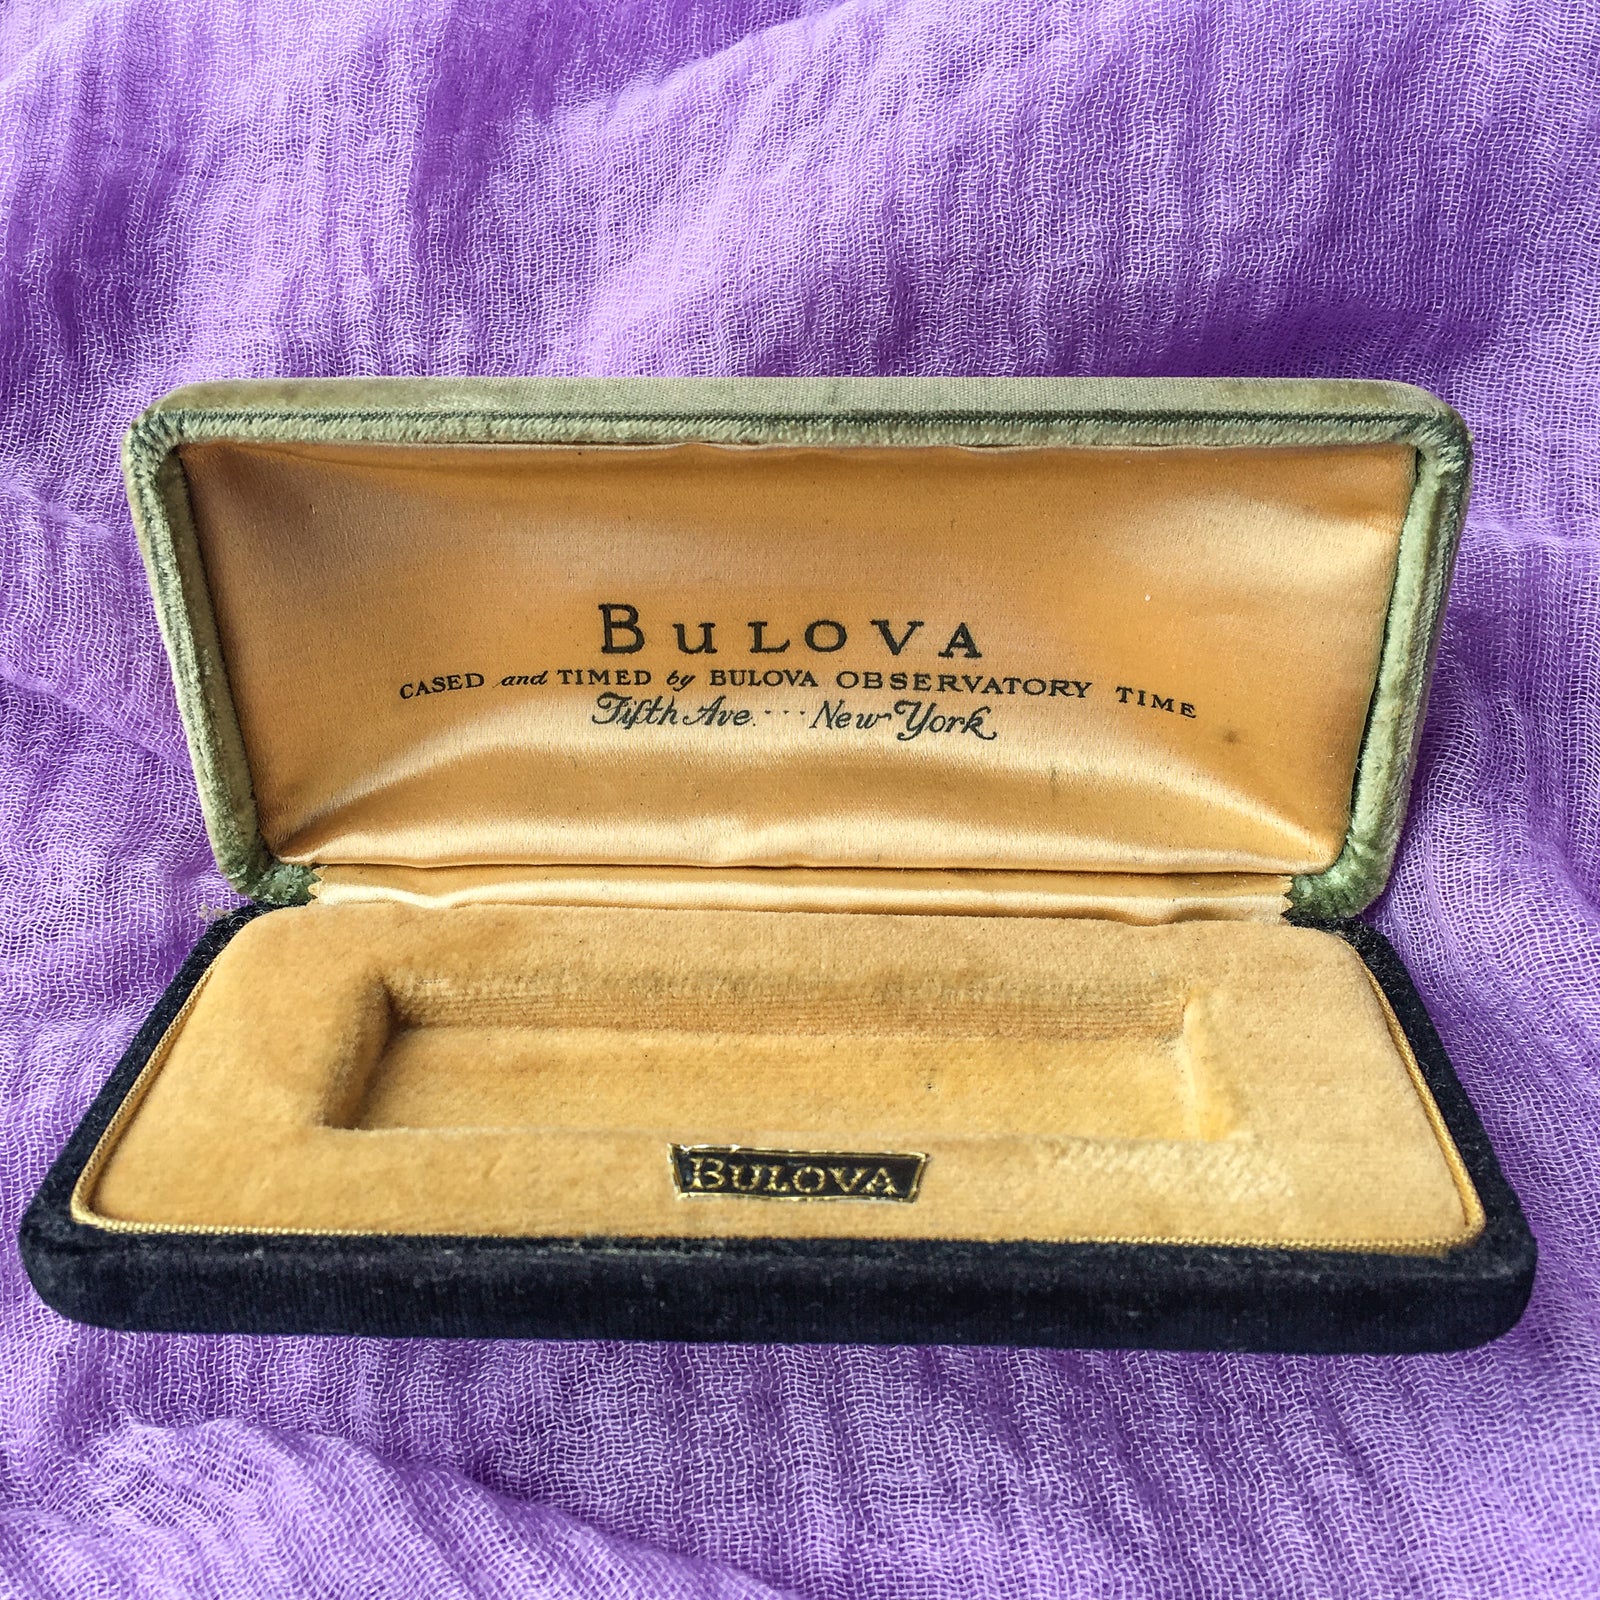 BULOVA
CASED and TIMED by BULOVA OBSERVATORY TIME
Fifth Ave. ... New York
BULOVA